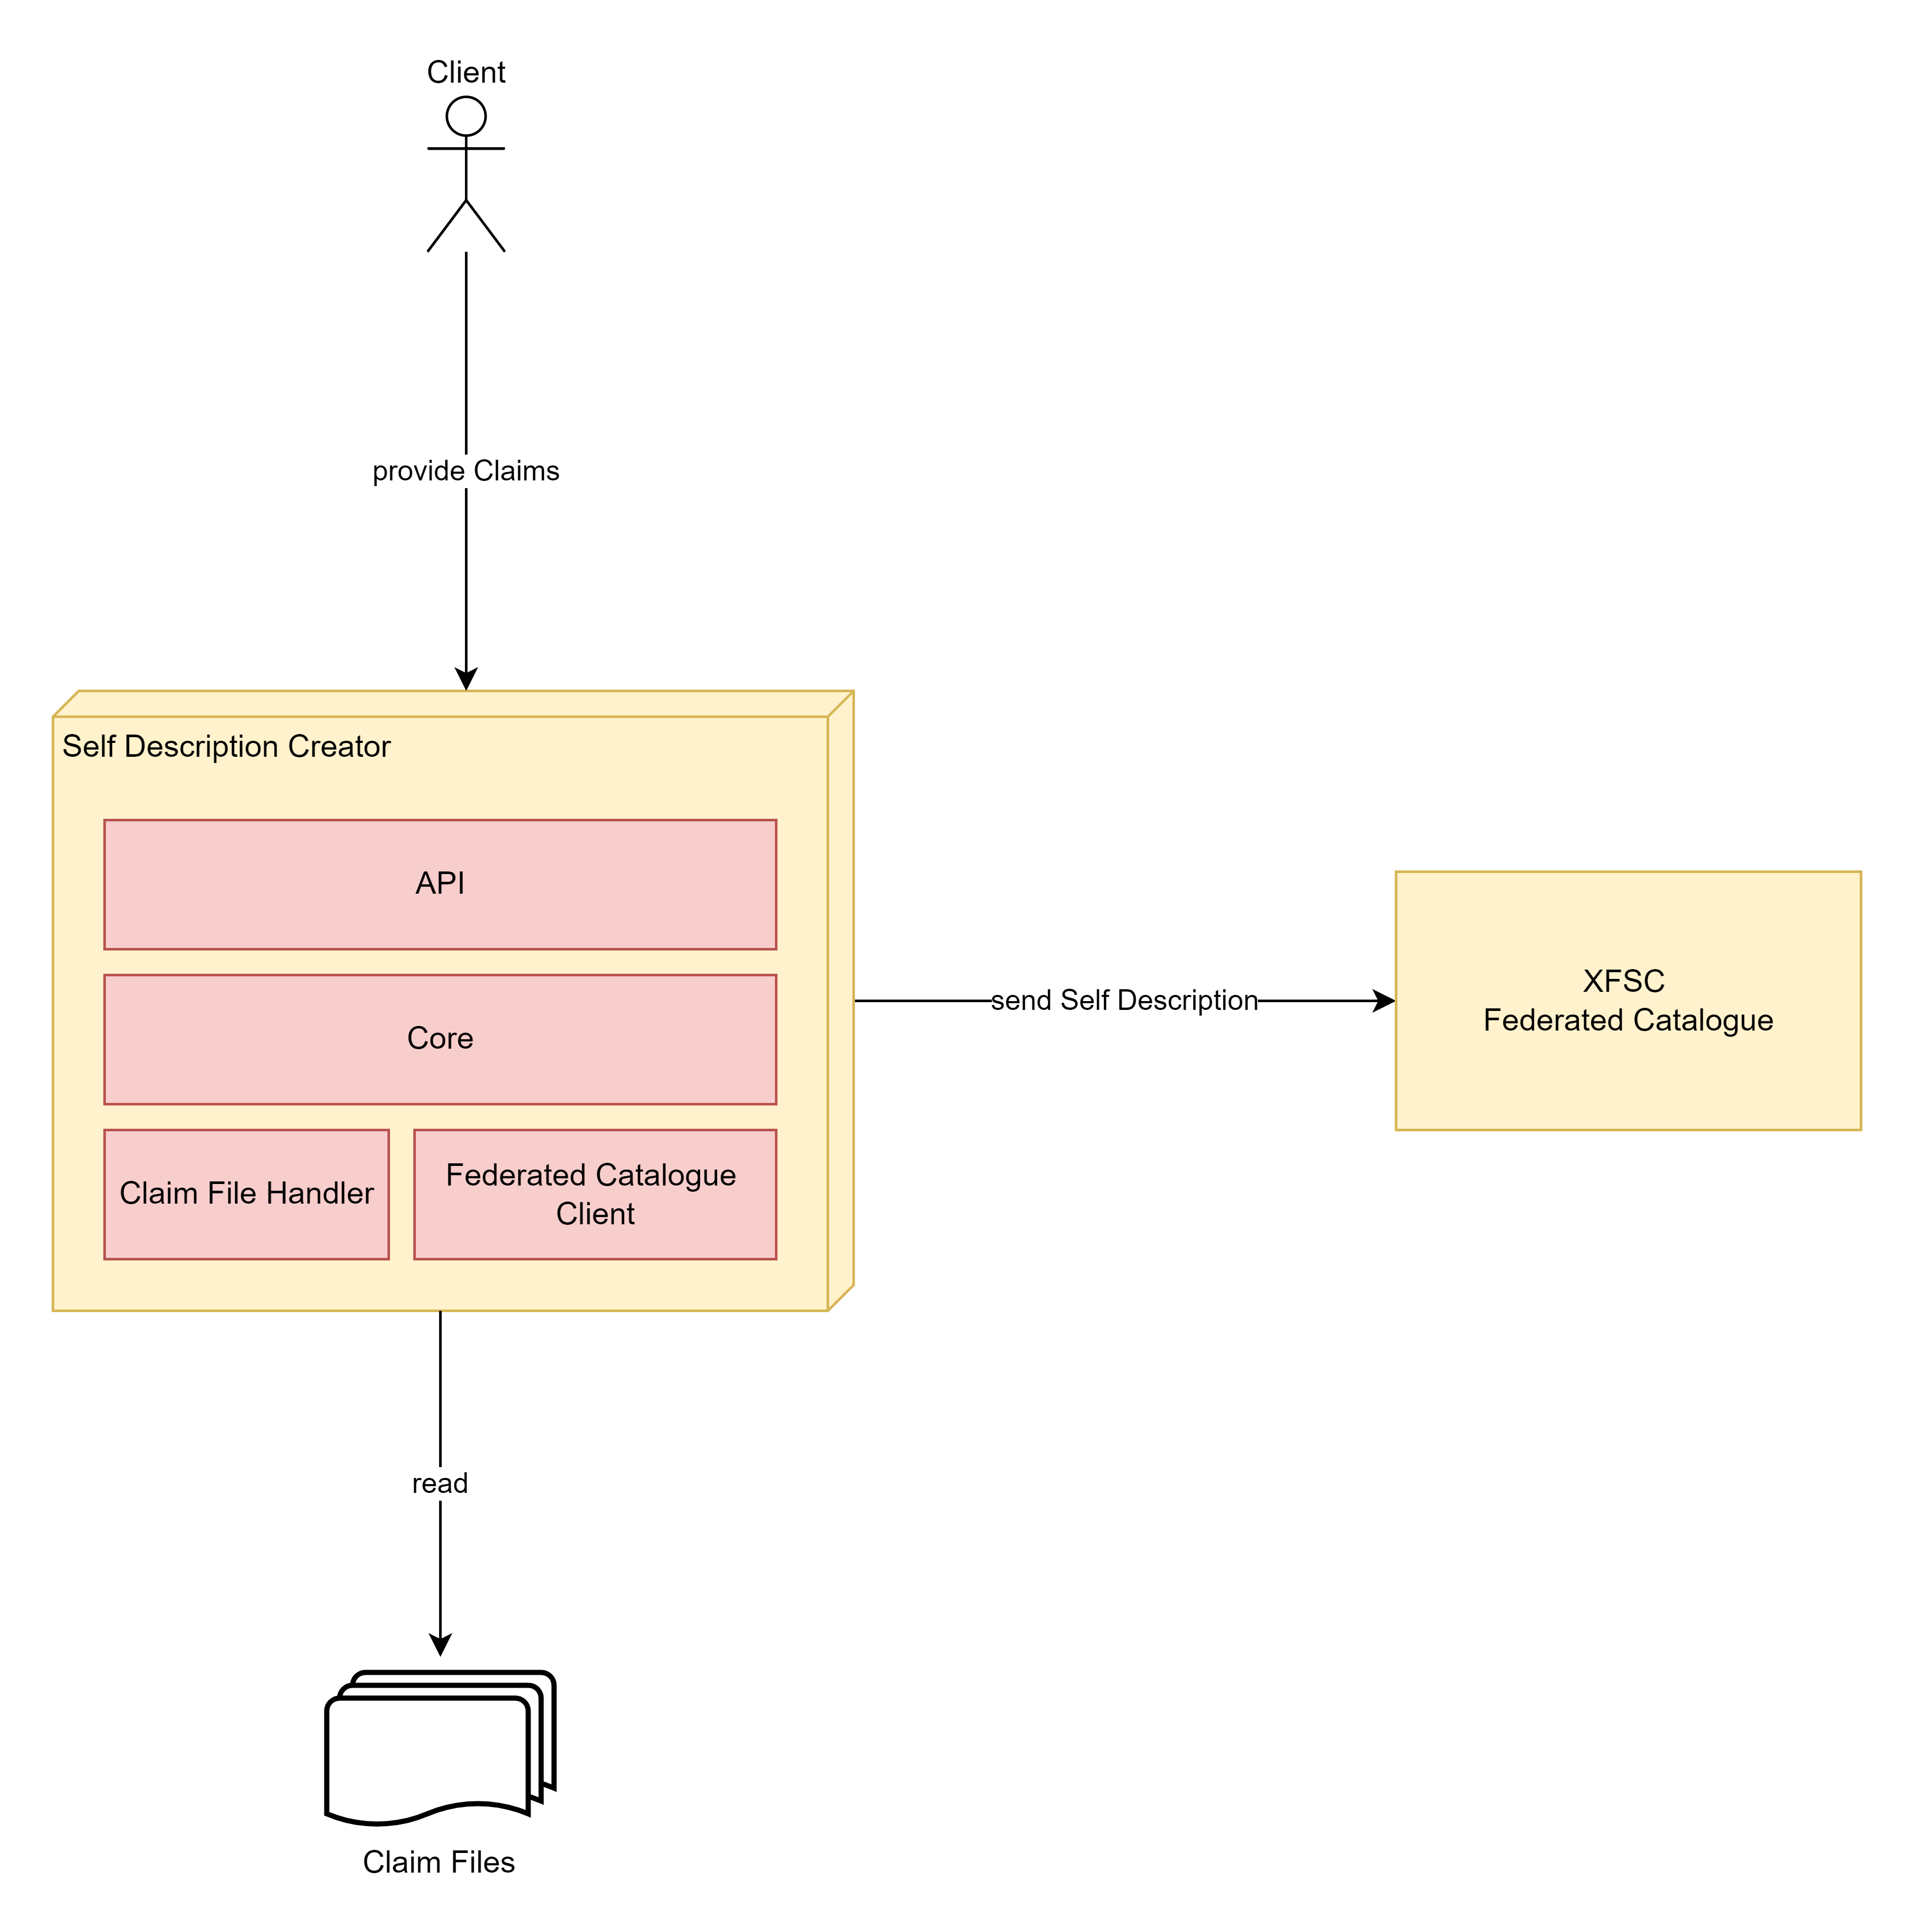 Client
provide Claims
Self Description Creator
API
Core
Claim File Handler
Federated Catalogue
Client
send Self Description
XFSC
Federated Catalogue
read
Claim Files